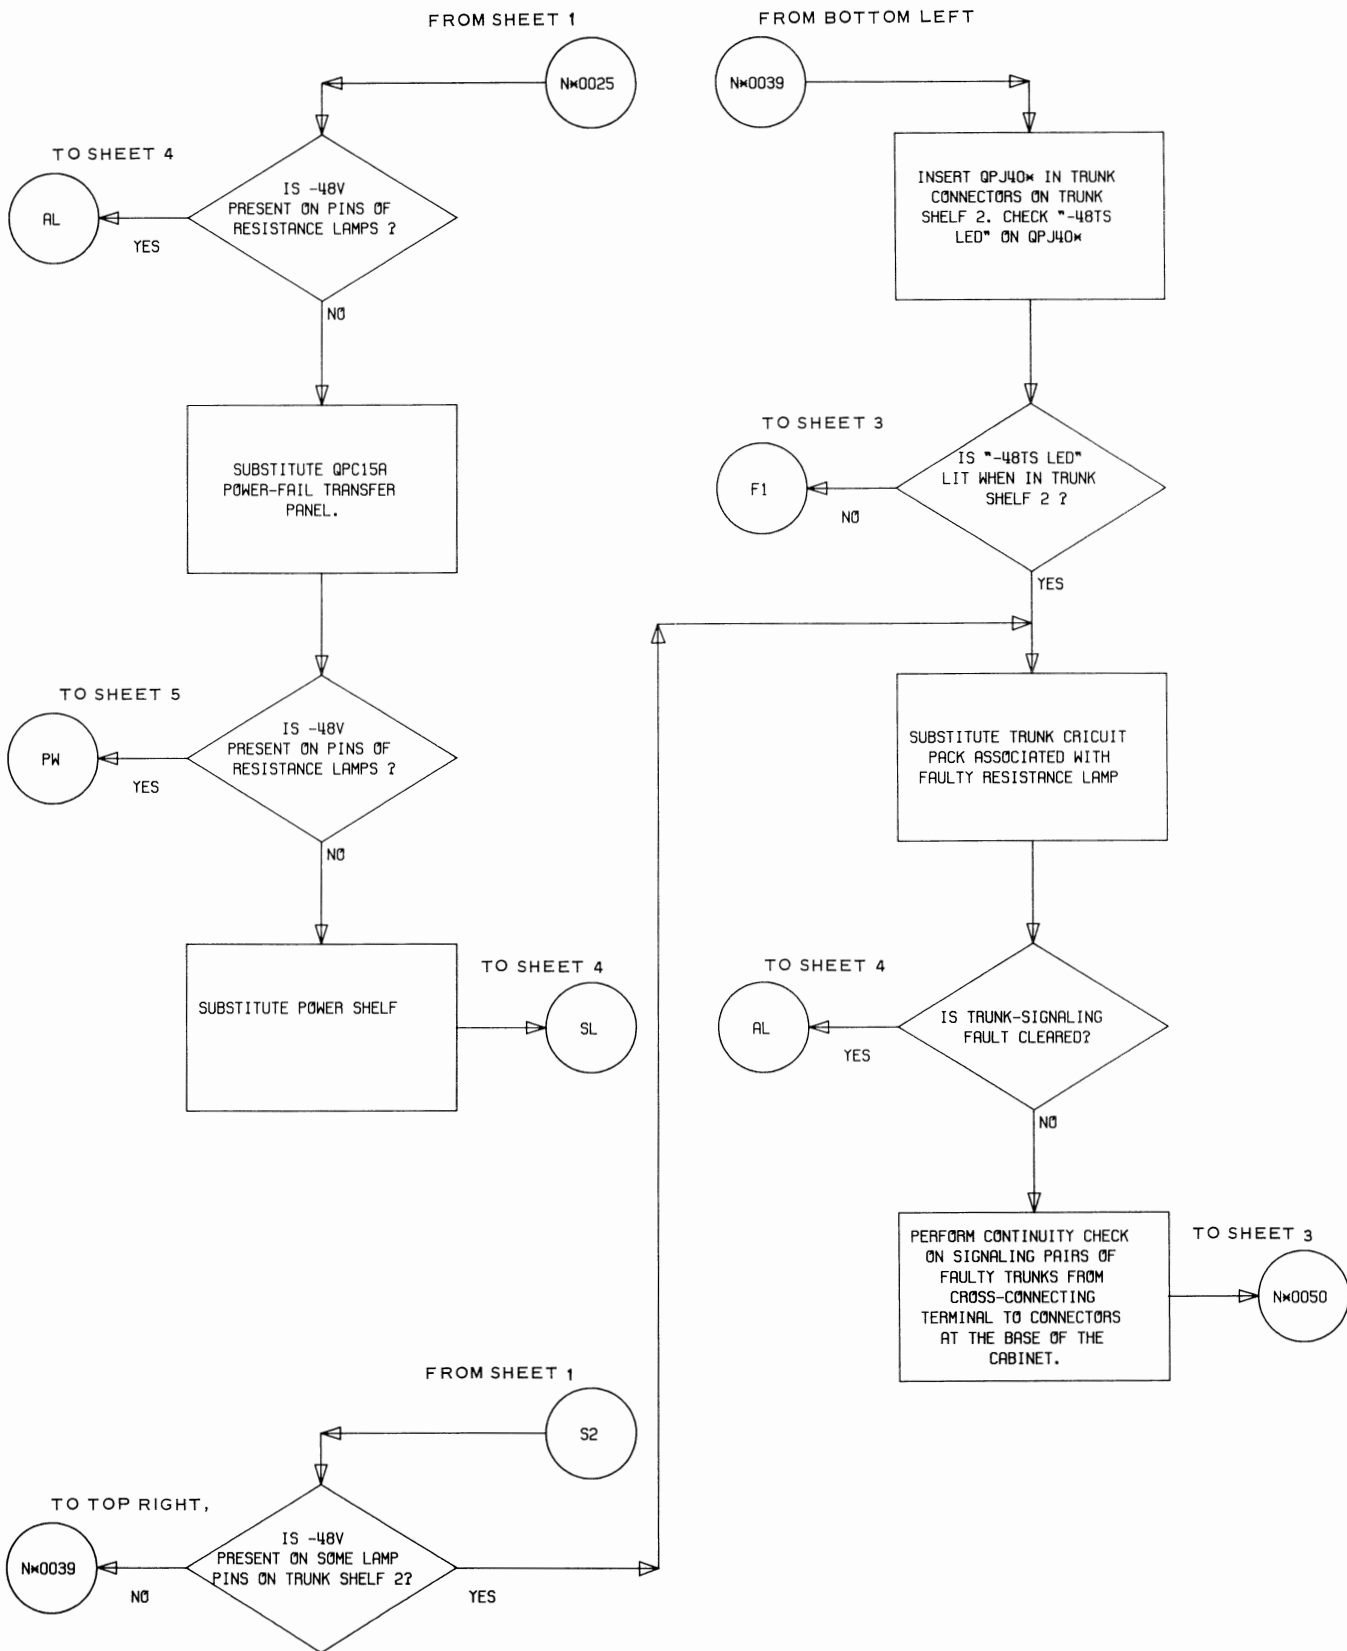 FROM SHEET 1
N*0025
TO SHEET 4
AL
IS -48V
PRESENT ON PINS OF
RESISTANCE LAMPS ?
YES
NO
SUBSTITUTE QPC15A
POWER-FAIL TRANSFER
PANEL.
TO SHEET 5
PW
IS -48V
PRESENT ON PINS OF
RESISTANCE LAMPS ?
YES
NO
SUBSTITUTE POWER SHELF
TO SHEET 4
SL
FROM SHEET 1
S2
TO TOP RIGHT,
N*0039
IS -48V
PRESENT ON SOME LAMP
PINS ON TRUNK SHELF 2?
NO
YES
FROM BOTTOM LEFT
N*0039
INSERT QPJ40* IN TRUNK
CONNECTORS ON TRUNK
SHELF 2. CHECK "-48TS
LED" ON QPJ40*
TO SHEET 3
F1
IS "-48TS LED"
LIT WHEN IN TRUNK
SHELF 2 ?
NO
YES
SUBSTITUTE TRUNK CRICUIT
PACK ASSOCIATED WITH
FAULTY RESISTANCE LAMP
TO SHEET 4
AL
IS TRUNK-SIGNALING
FAULT CLEARED?
YES
NO
PERFORM CONTINUITY CHECK
ON SIGNALING PAIRS OF
FAULTY TRUNKS FROM
CROSS-CONNECTING
TERMINAL TO CONNECTORS
AT THE BASE OF THE
CABINET.
TO SHEET 3
N*0050